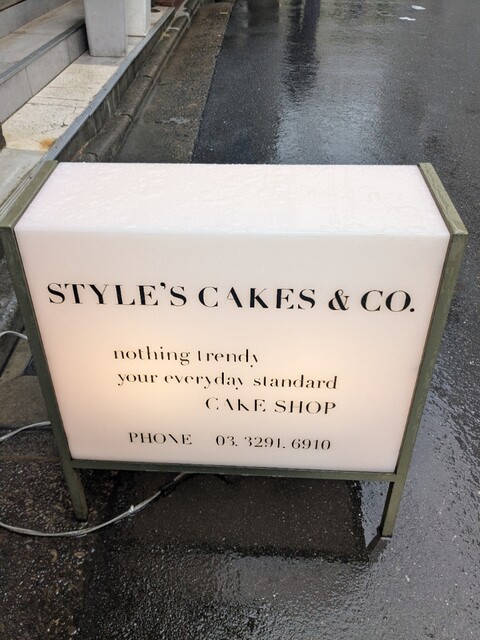 STYLE'S CAKES & CO.
nothing trendy
your everyday standard
CAKE SHOP
PHONE 03. 3291. 6910